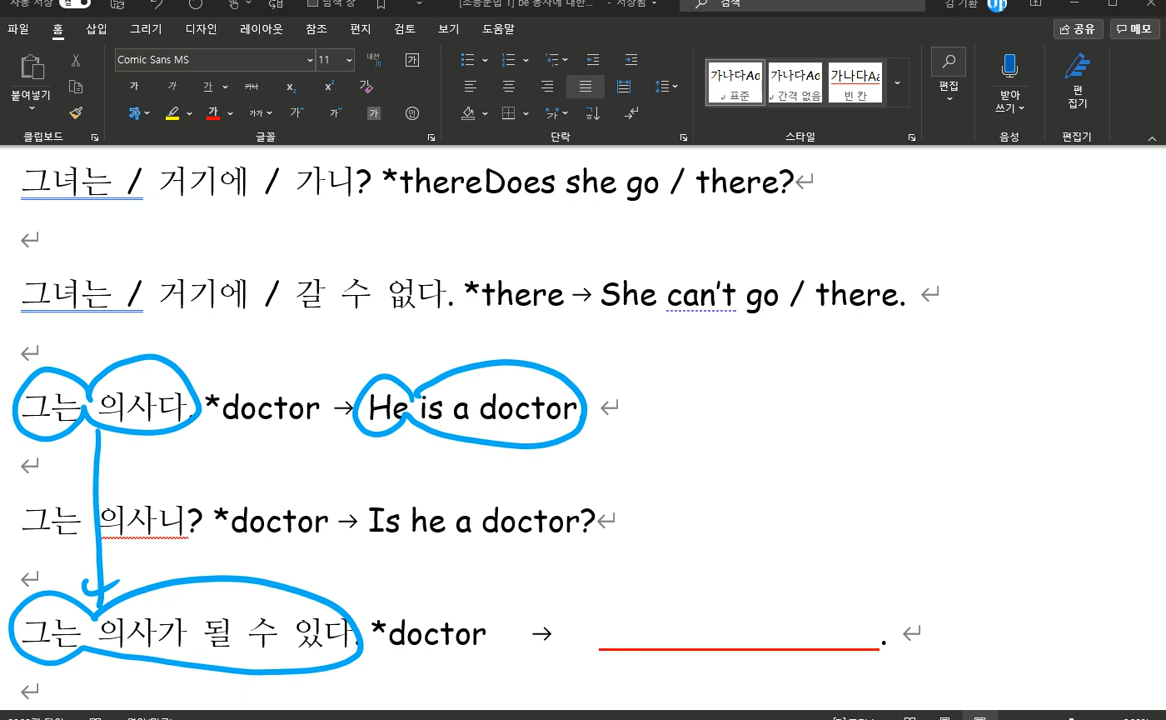 파일 홈 삽입 그리기 디자인 레이아웃 참조 편지 검토 보기 도움말 공유 메모
붙여넣기
Comic Sans MS 11
가나다Aa 가나다Aa 가나다Aa
표준 간격 없음 빈 칸
편집
받아쓰기
편집기
클립보드 글꼴 단락 스타일 음성 편집기
그녀는 / 거기에 / 가니? *thereDoes she go / there?
그녀는 / 거기에 / 갈 수 없다. *there → She can't go / there.
그는 의사다. *doctor → He is a doctor
그는 의사니? *doctor → Is he a doctor?
그는 의사가 될 수 있다. *doctor → .